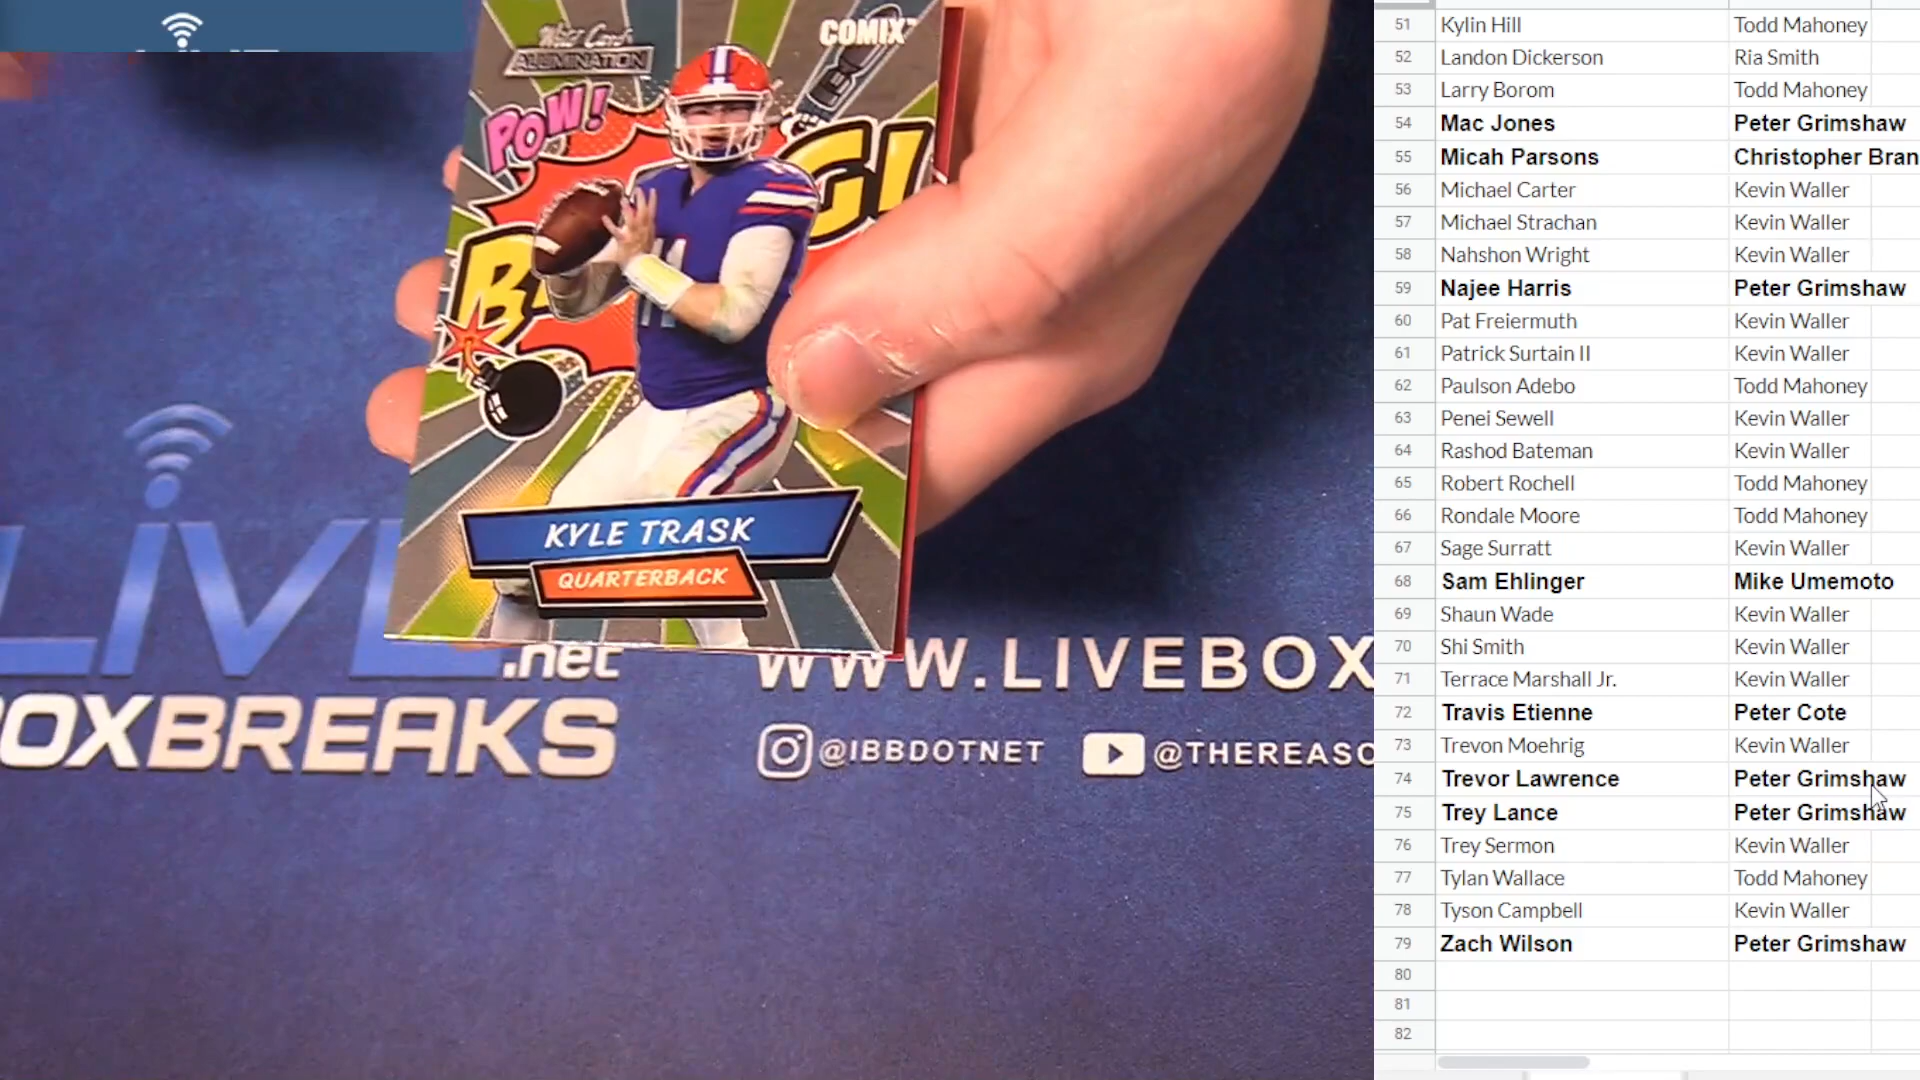 Wild Card
ALUMINATION
COMIX
POW!
KYLE TRASK
QUARTERBACK
LIVE
.net
OXBREAKS
WWW.LIVEBOX
@IBBDOTNET
@THEREASO
51 Kylin Hill Todd Mahoney
52 Landon Dickerson Ria Smith
53 Larry Borom Todd Mahoney
54 Mac Jones Peter Grimshaw
55 Micah Parsons Christopher Bran
56 Michael Carter Kevin Waller
57 Michael Strachan Kevin Waller
58 Nahshon Wright Kevin Waller
59 Najee Harris Peter Grimshaw
60 Pat Freiermuth Kevin Waller
61 Patrick Surtain II Kevin Waller
62 Paulson Adebo Todd Mahoney
63 Penei Sewell Kevin Waller
64 Rashod Bateman Kevin Waller
65 Robert Rochell Todd Mahoney
66 Rondale Moore Todd Mahoney
67 Sage Surratt Kevin Waller
68 Sam Ehlinger Mike Umemoto
69 Shaun Wade Kevin Waller
70 Shi Smith Kevin Waller
71 Terrace Marshall Jr. Kevin Waller
72 Travis Etienne Peter Cote
73 Trevon Moehrig Kevin Waller
74 Trevor Lawrence Peter Grimshaw
75 Trey Lance Peter Grimshaw
76 Trey Sermon Kevin Waller
77 Tylan Wallace Todd Mahoney
78 Tyson Campbell Kevin Waller
79 Zach Wilson Peter Grimshaw
80
81
82